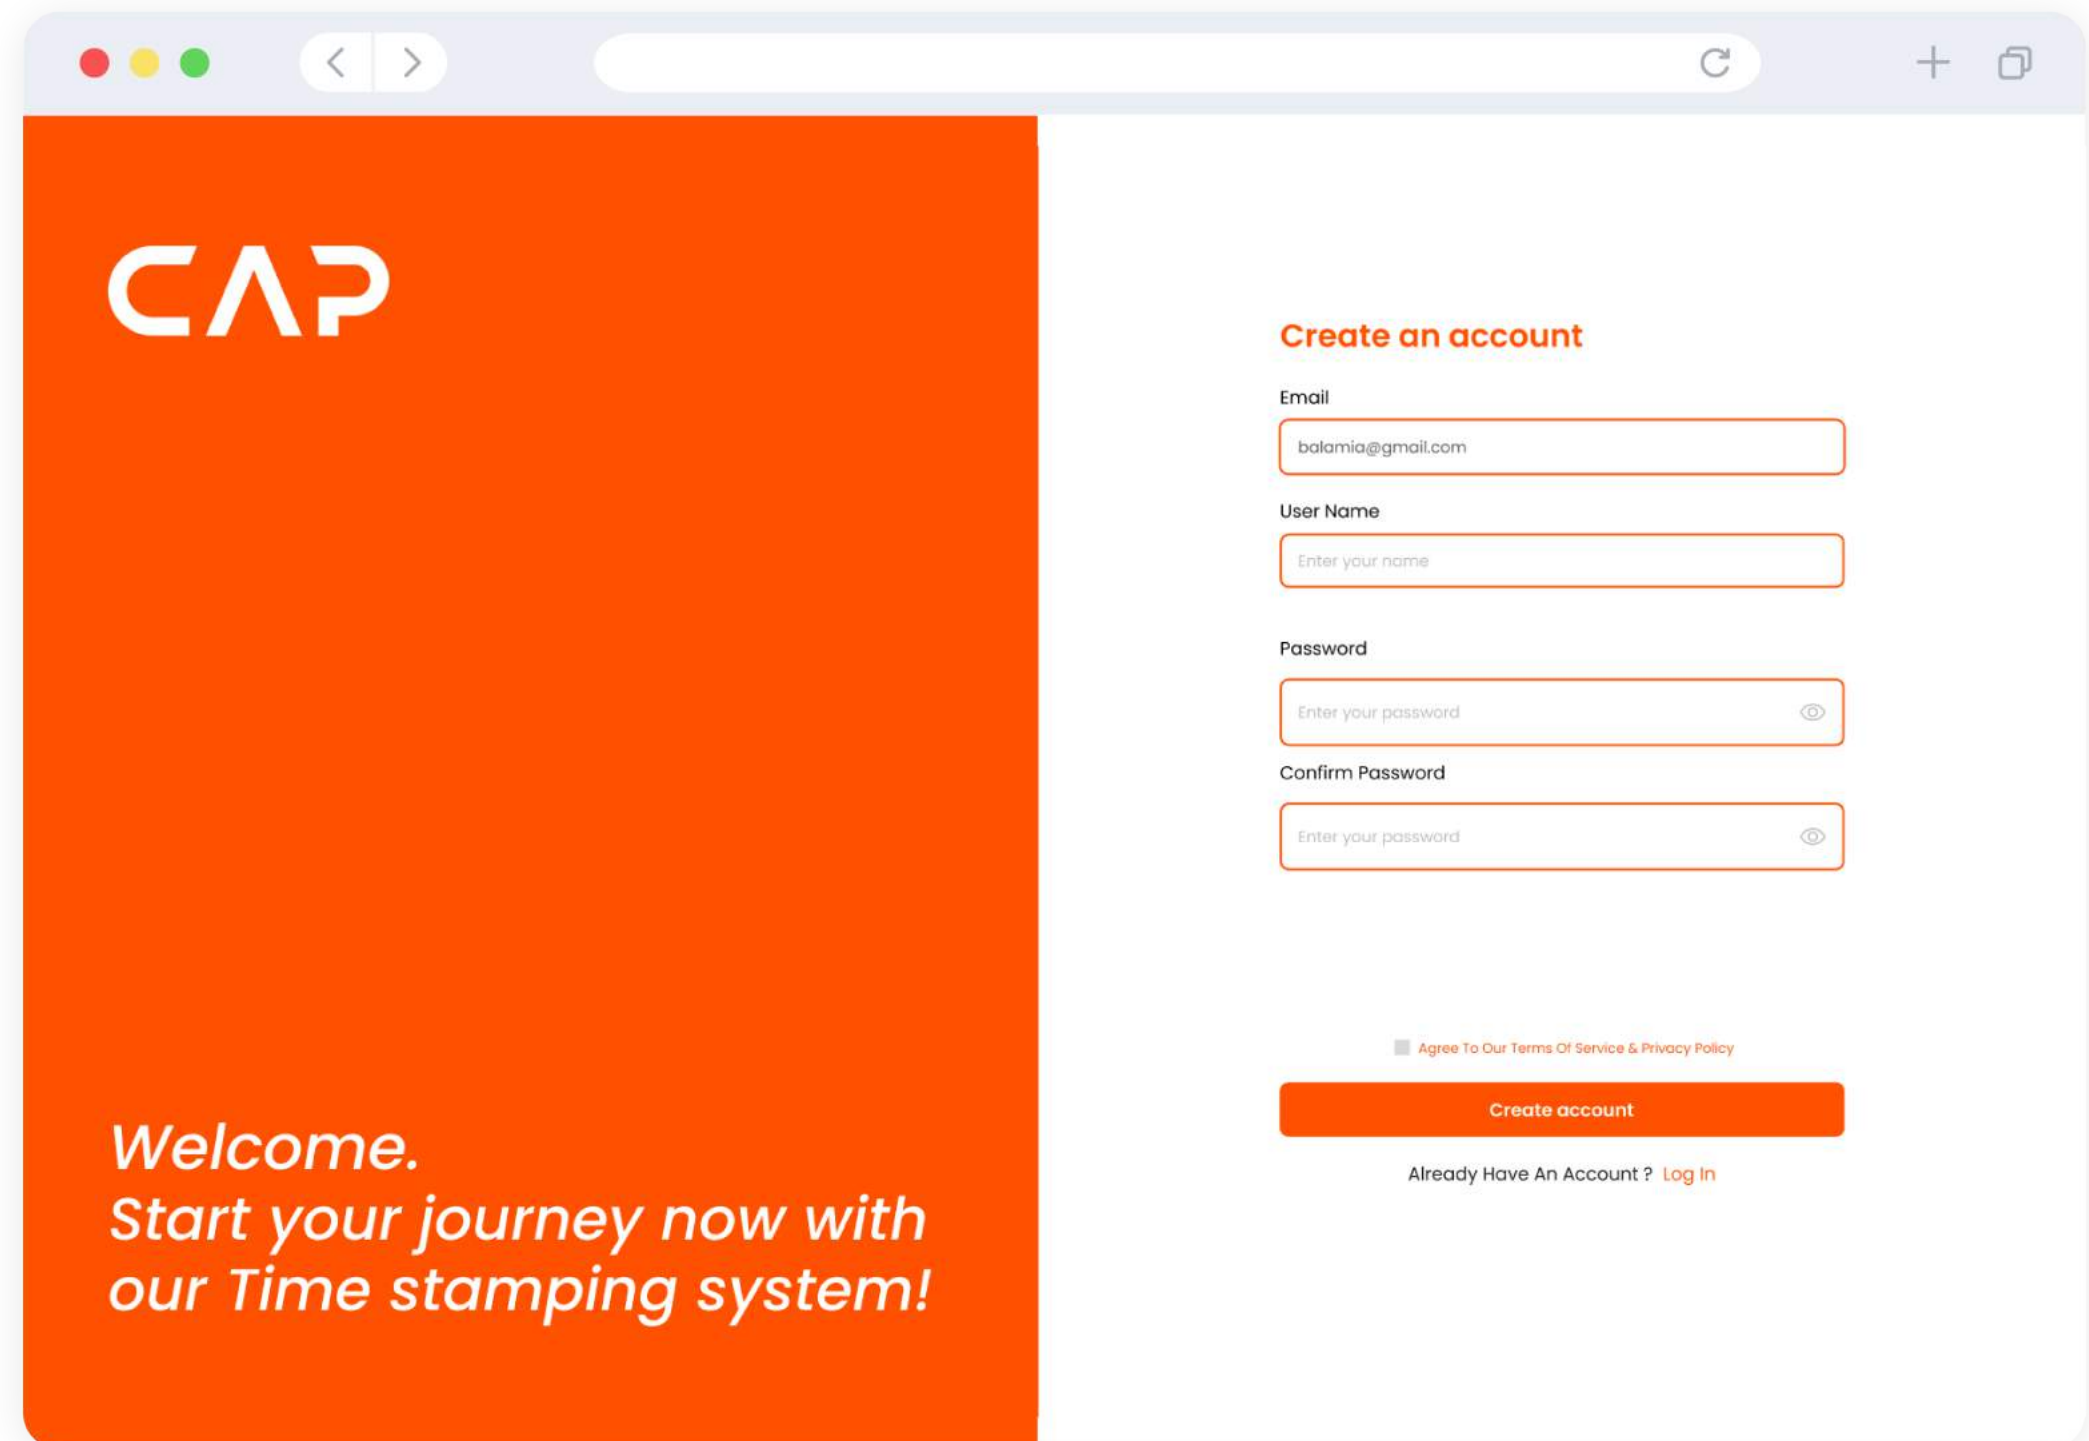 CAP
Welcome.
Start your journey now with
our Time stamping system!
Create an account
Email
balamia@gmail.com
User Name
Enter your name
Password
Enter your password
Confirm Password
Enter your password
Agree To Our Terms Of Service & Privacy Policy
Create account
Already Have An Account ? Log In